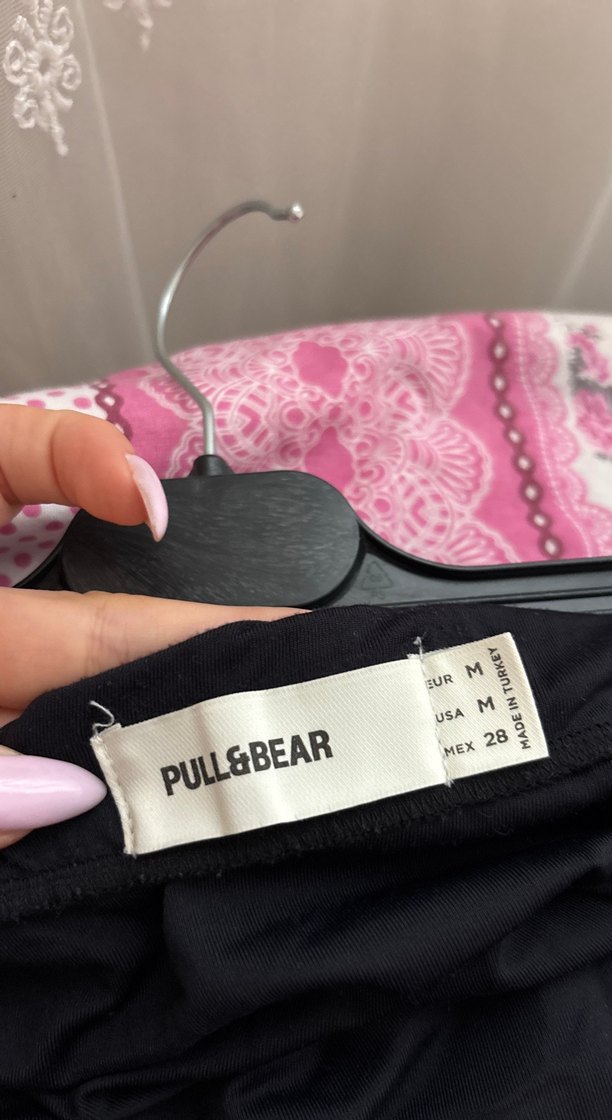 PULL&BEAR
EUR M
USA M
MEX 28
MADE IN TURKEY